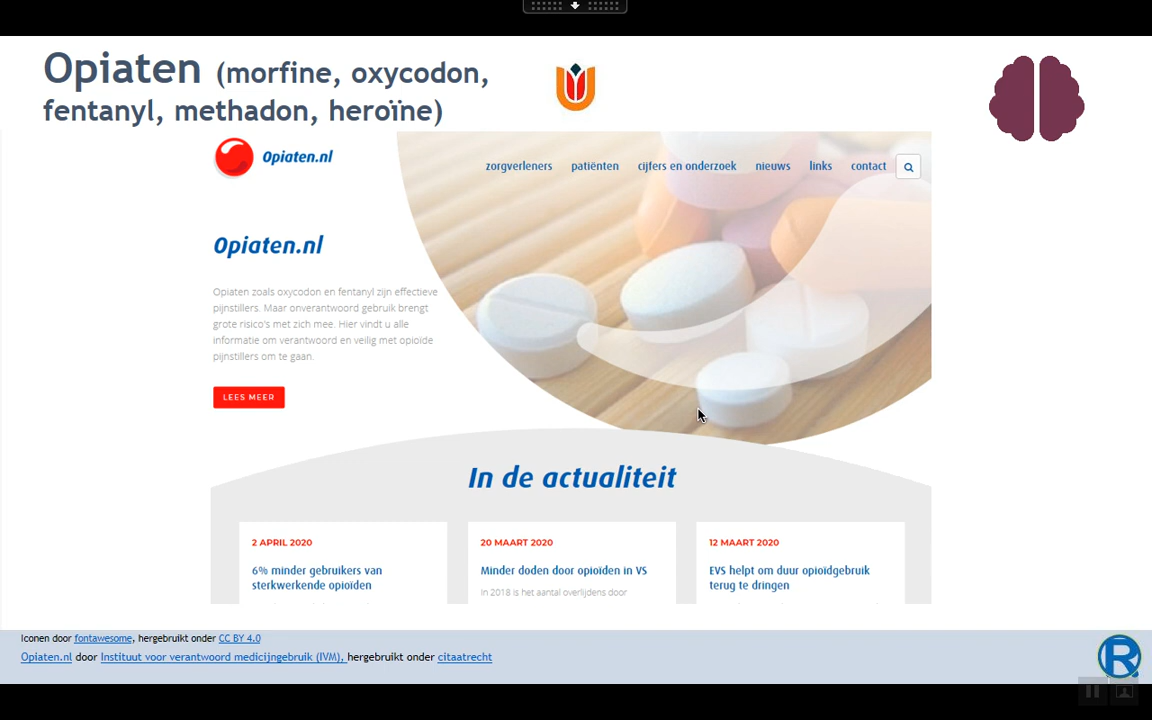 Opiaten (morfine, oxycodon,
fentanyl, methadon, heroïne)
Opiaten.nl
zorgverleners patiënten cijfers en onderzoek nieuws links contact
Opiaten.nl
Opiaten zoals oxycodon en fentanyl zijn effectieve
pijnstillers. Maar onverantwoord gebruik brengt
grote risico's met zich mee. Hier vindt u alle
informatie om verantwoord en veilig met opioïde
pijnstillers om te gaan.
LEES MEER
In de actualiteit
2 APRIL 2020
6% minder gebruikers van
sterkwerkende opioïden
20 MAART 2020
Minder doden door opioïden in VS
In 2018 is het aantal overlijdens door
12 MAART 2020
EVS helpt om duur opioïdgebruik
terug te dringen
Iconen door fontawesome, hergebruikt onder CC BY 4.0
Opiaten.nl door Instituut voor verantwoord medicijngebruik (IVM), hergebruikt onder citaatrecht
R